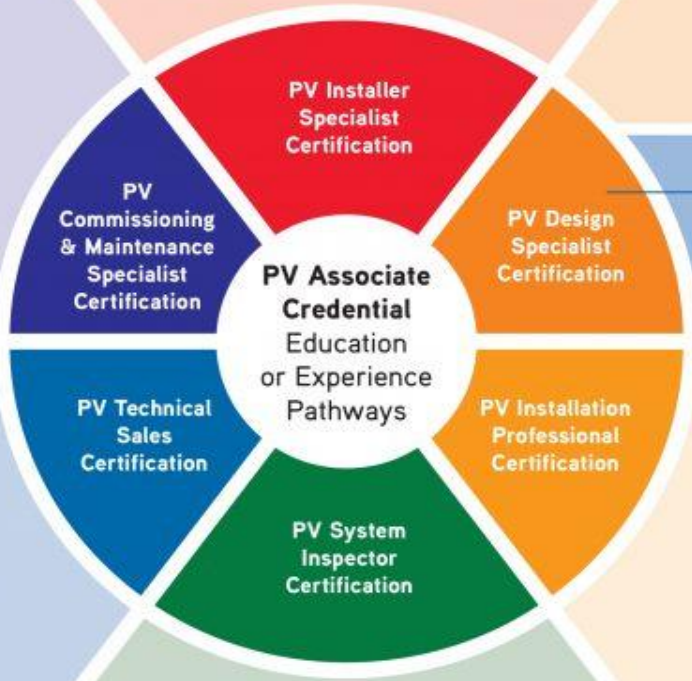 PV Installer
Specialist
Certification
PV Design
Specialist
Certification
PV Installation
Professional
Certification
PV System
Inspector
Certification
PV Technical
Sales
Certification
PV
Commissioning
& Maintenance
Specialist
Certification
PV Associate
Credential
Education
or Experience
Pathways